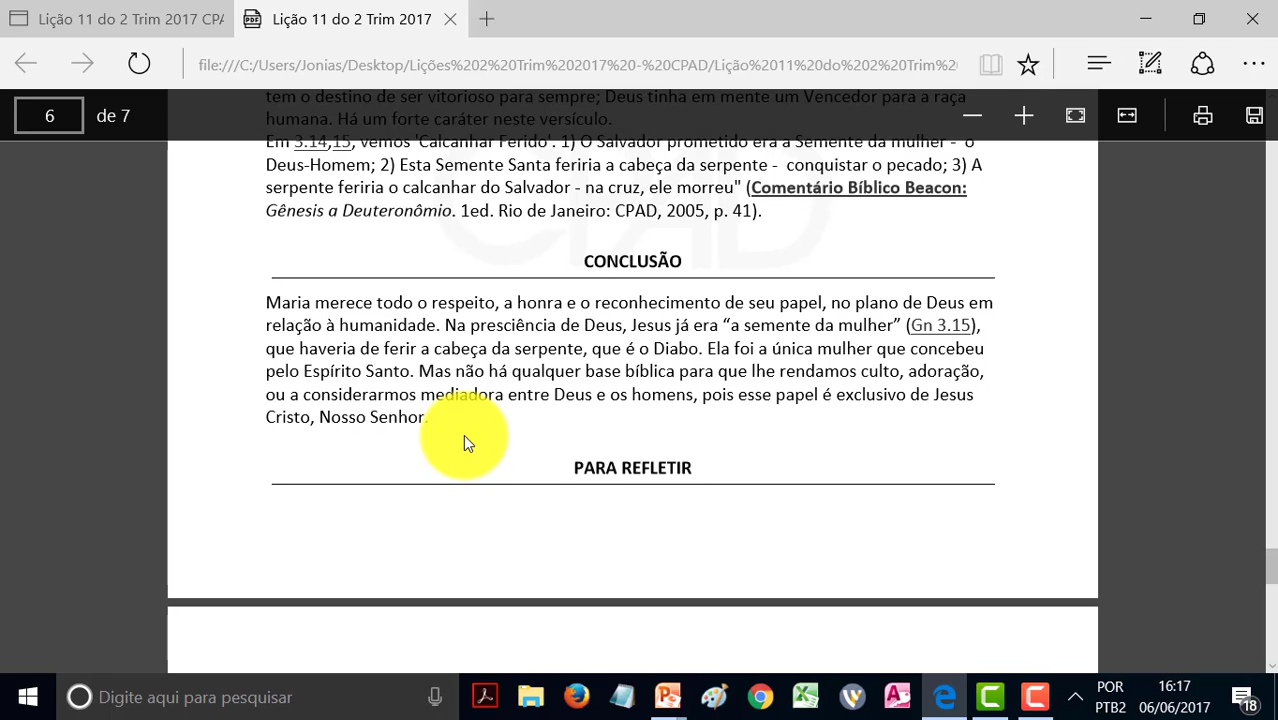 Lição 11 do 2 Trim 2017 CPA
Lição 11 do 2 Trim 2017
file:///C:/Users/Jonias/Desktop/Lições%202%20Trim%202017%20-%20CPAD/Lição%2011%20do%202%20Trim%
6 de 7
tem o destino de ser vitorioso para sempre; Deus tinha em mente um Vencedor para a raça
humana. Há um forte caráter neste versículo.
Em 3.14,15, vemos 'Calcanhar Ferido'. 1) O Salvador prometido era a Semente da mulher - o
Deus-Homem; 2) Esta Semente Santa feriria a cabeça da serpente - conquistar o pecado; 3) A
serpente feriria o calcanhar do Salvador - na cruz, ele morreu" (Comentário Bíblico Beacon:
Gênesis a Deuteronômio. 1ed. Rio de Janeiro: CPAD, 2005, p. 41).
CPAD
CONCLUSÃO
Maria merece todo o respeito, a honra e o reconhecimento de seu papel, no plano de Deus em
relação à humanidade. Na presciência de Deus, Jesus já era “a semente da mulher” (Gn 3.15),
que haveria de ferir a cabeça da serpente, que é o Diabo. Ela foi a única mulher que concebeu
pelo Espírito Santo. Mas não há qualquer base bíblica para que lhe rendamos culto, adoração,
ou a considerarmos mediadora entre Deus e os homens, pois esse papel é exclusivo de Jesus
Cristo, Nosso Senhor.
PARA REFLETIR
Digite aqui para pesquisar
POR
PTB2
16:17
06/06/2017
18